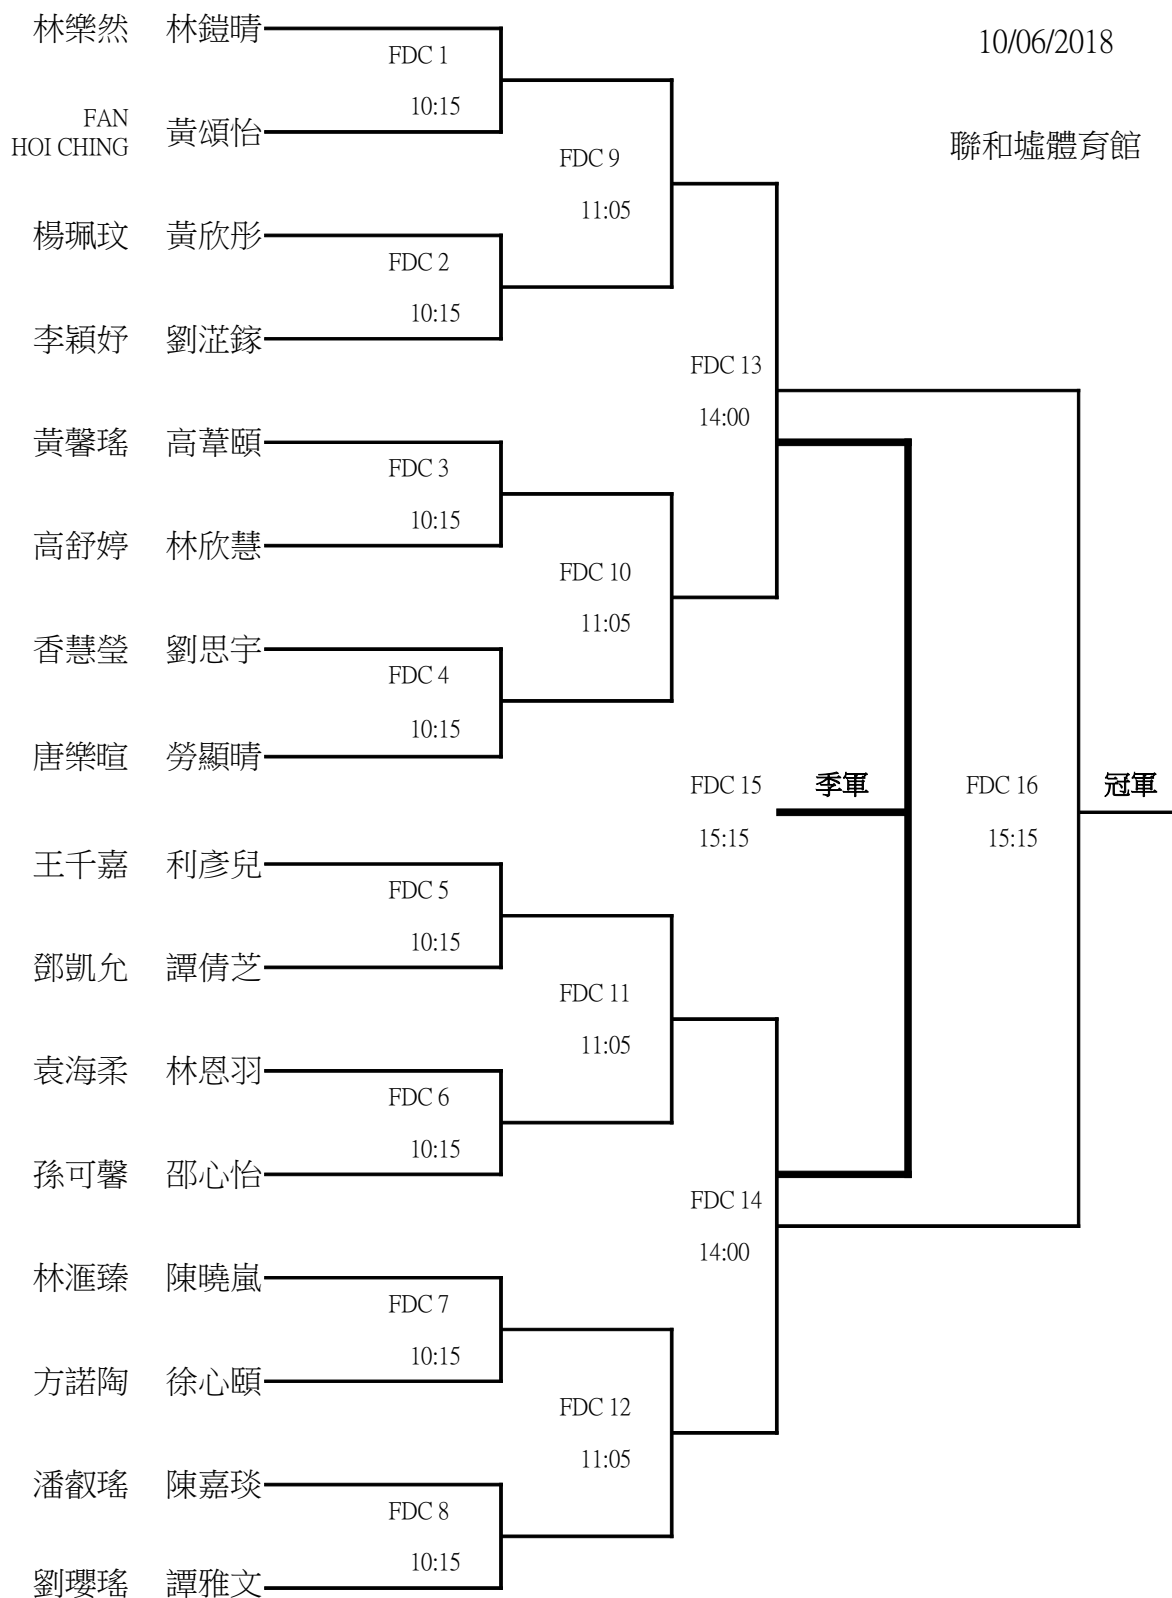 林樂然 林鎧晴
10/06/2018
FDC 1
10:15
FAN
HOI CHING 黃頌怡
聯和墟體育館
FDC 9
11:05
楊珮玟 黃欣彤
FDC 2
10:15
李穎妤 劉芷鎵
FDC 13
14:00
黃馨瑤 高葦頤
FDC 3
10:15
高舒婷 林欣慧
FDC 10
11:05
香慧瑩 劉思宇
FDC 4
10:15
唐樂暄 勞顯晴
FDC 15 季軍 FDC 16 冠軍
15:15 15:15
王千嘉 利彥兒
FDC 5
10:15
鄧凱允 譚倩芝
FDC 11
11:05
袁海柔 林恩羽
FDC 6
10:15
孫可馨 邵心怡
FDC 14
14:00
林滙臻 陳曉嵐
FDC 7
10:15
方諾陶 徐心頤
FDC 12
11:05
潘叡瑤 陳嘉琰
FDC 8
10:15
劉瓔瑤 譚雅文